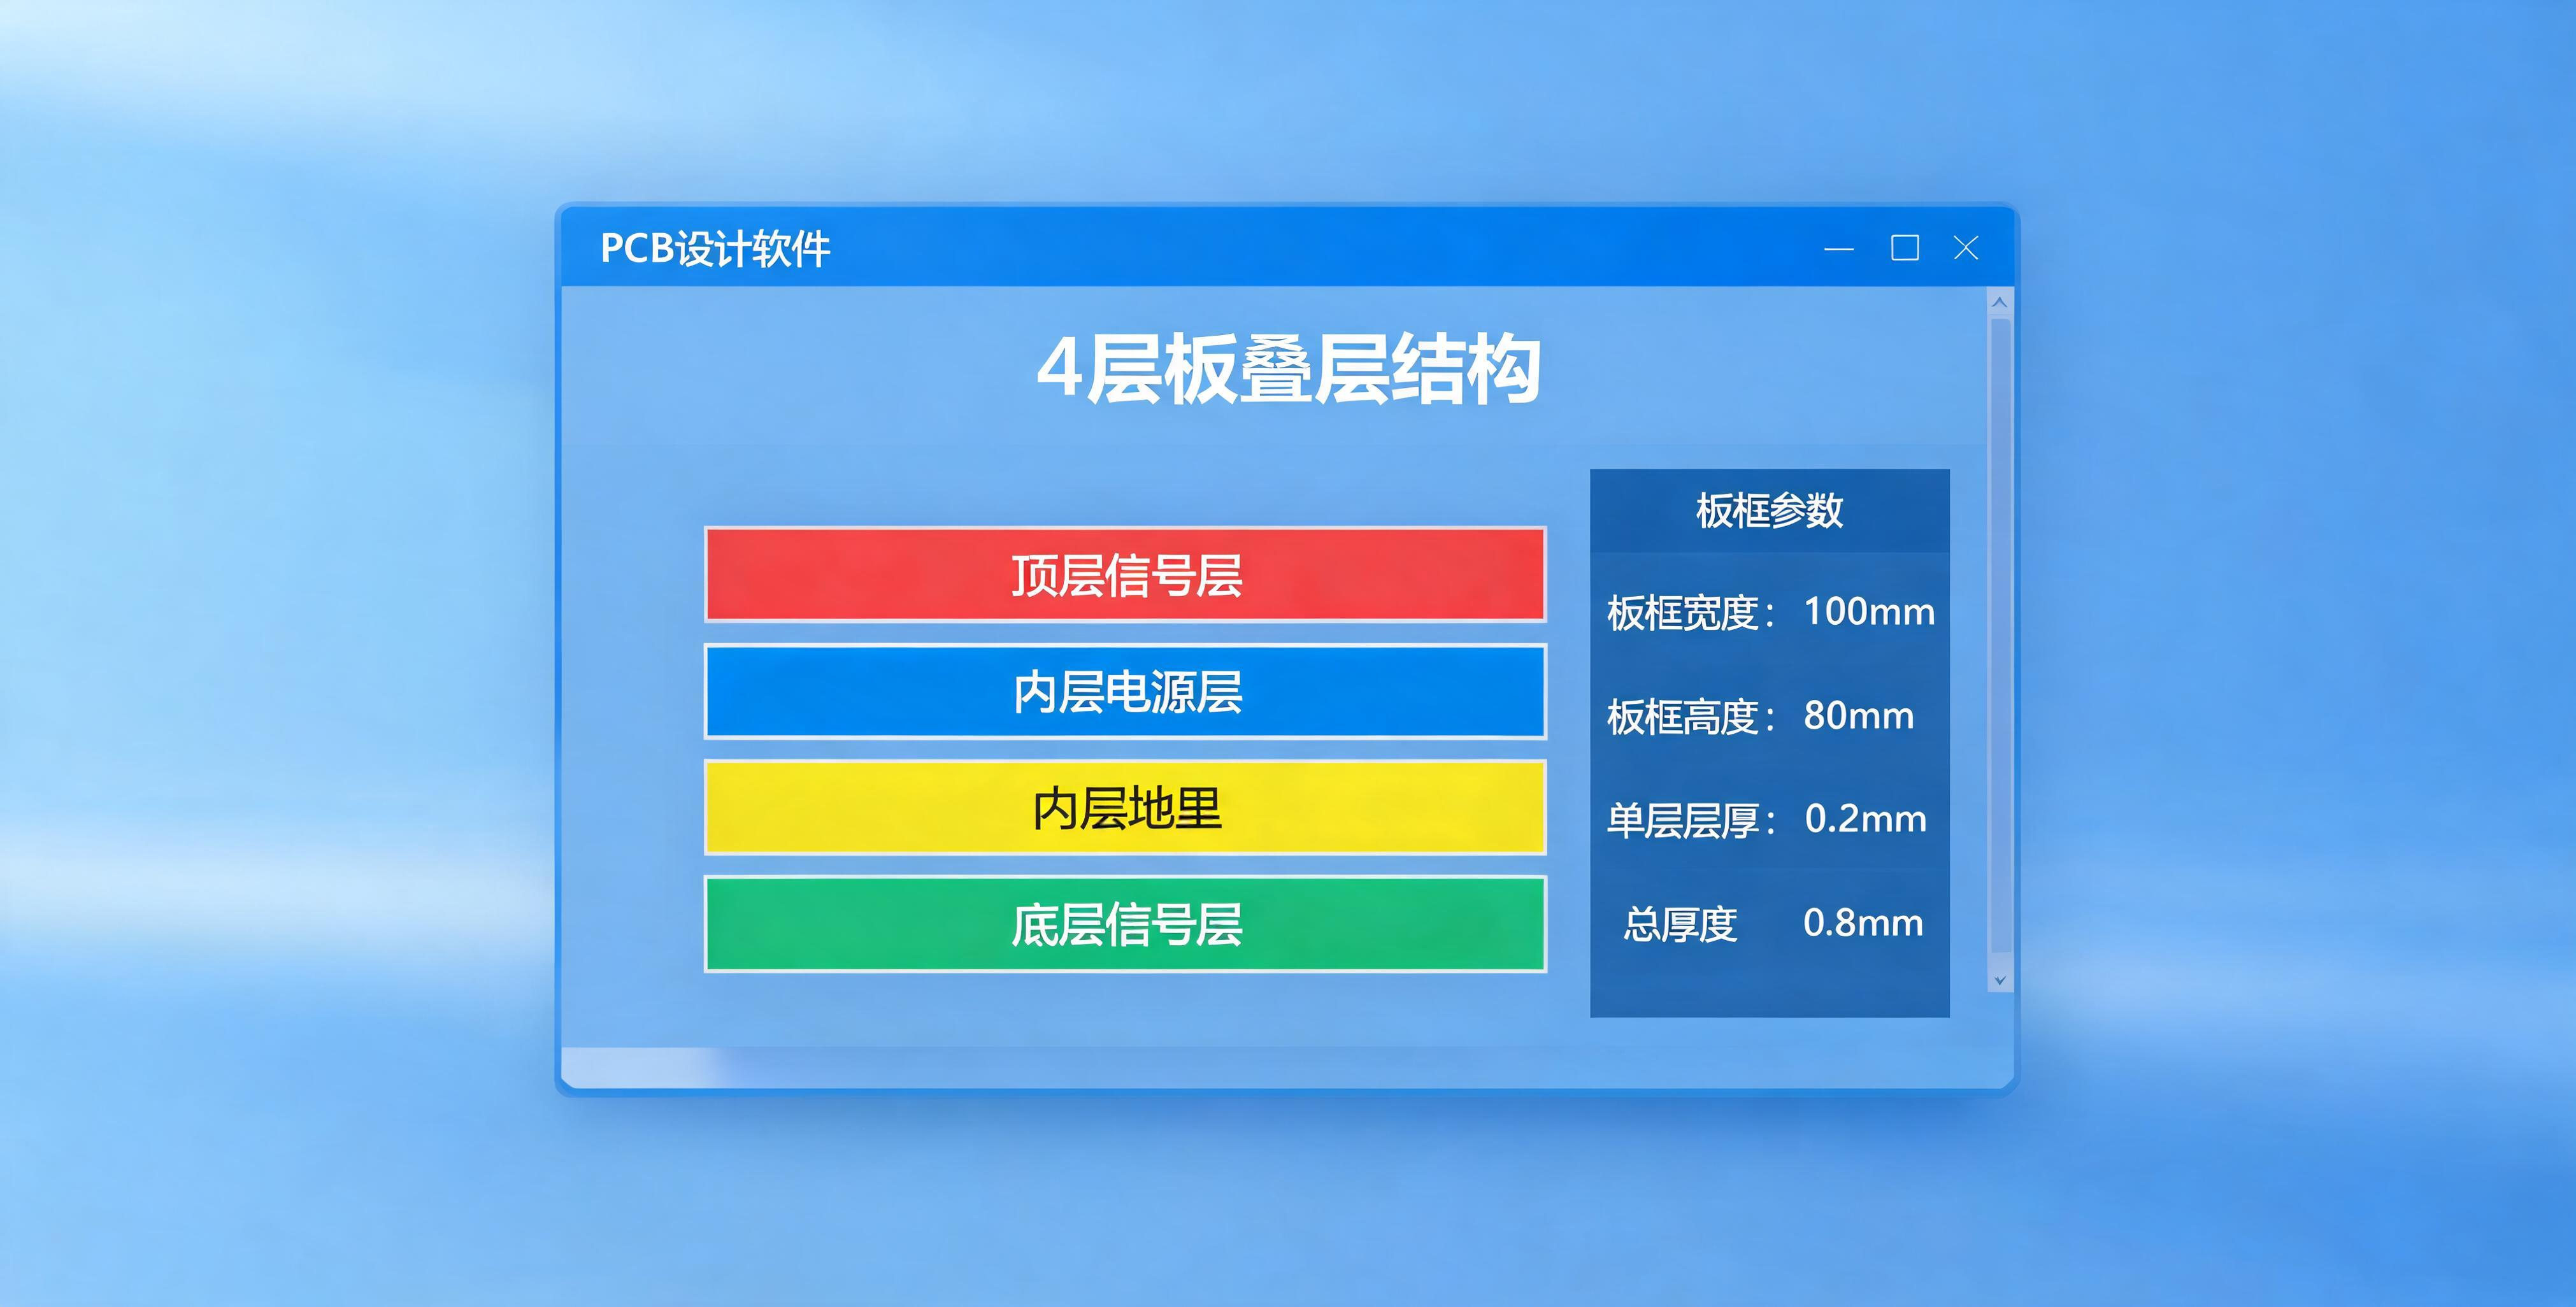 PCB设计软件
4层板叠层结构
顶层信号层
内层电源层
内层地里
底层信号层
板框参数
板框宽度： 100mm
板框高度： 80mm
单层层厚： 0.2mm
总厚度 0.8mm